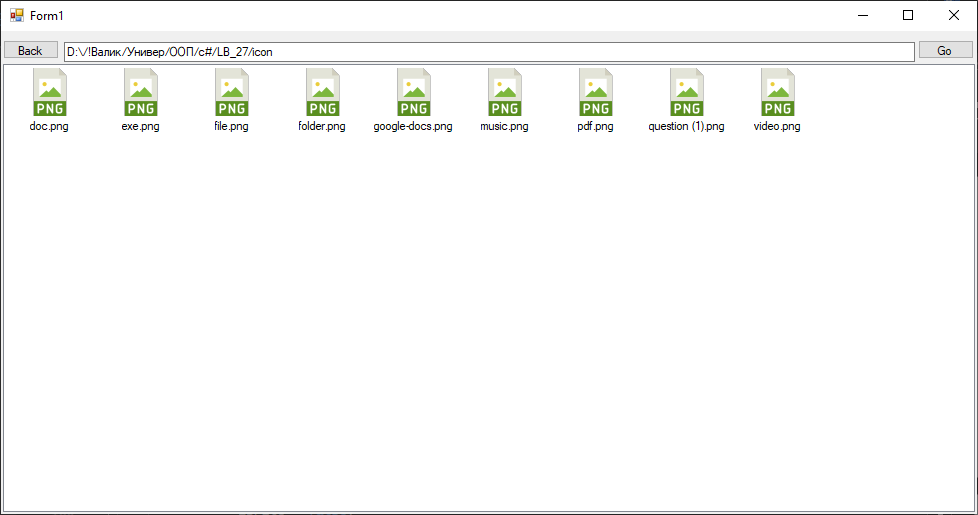 Form1
Back D:\/!Валик/Универ/ООП/c#/LB_27/icon Go
PNG PNG PNG PNG PNG PNG PNG PNG PNG
doc.png exe.png file.png folder.png google-docs.png music.png pdf.png question (1).png video.png